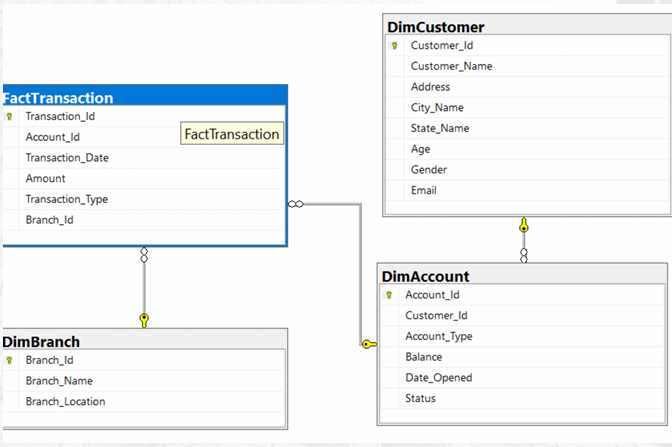 DimCustomer
Customer_Id
Customer_Name
Address
City_Name
State_Name
Age
Gender
Email
FactTransaction
Transaction_Id
Account_Id
FactTransaction
Transaction_Date
Amount
Transaction_Type
Branch_Id
DimAccount
Account_Id
Customer_Id
Account_Type
Balance
Date_Opened
Status
DimBranch
Branch_Id
Branch_Name
Branch_Location